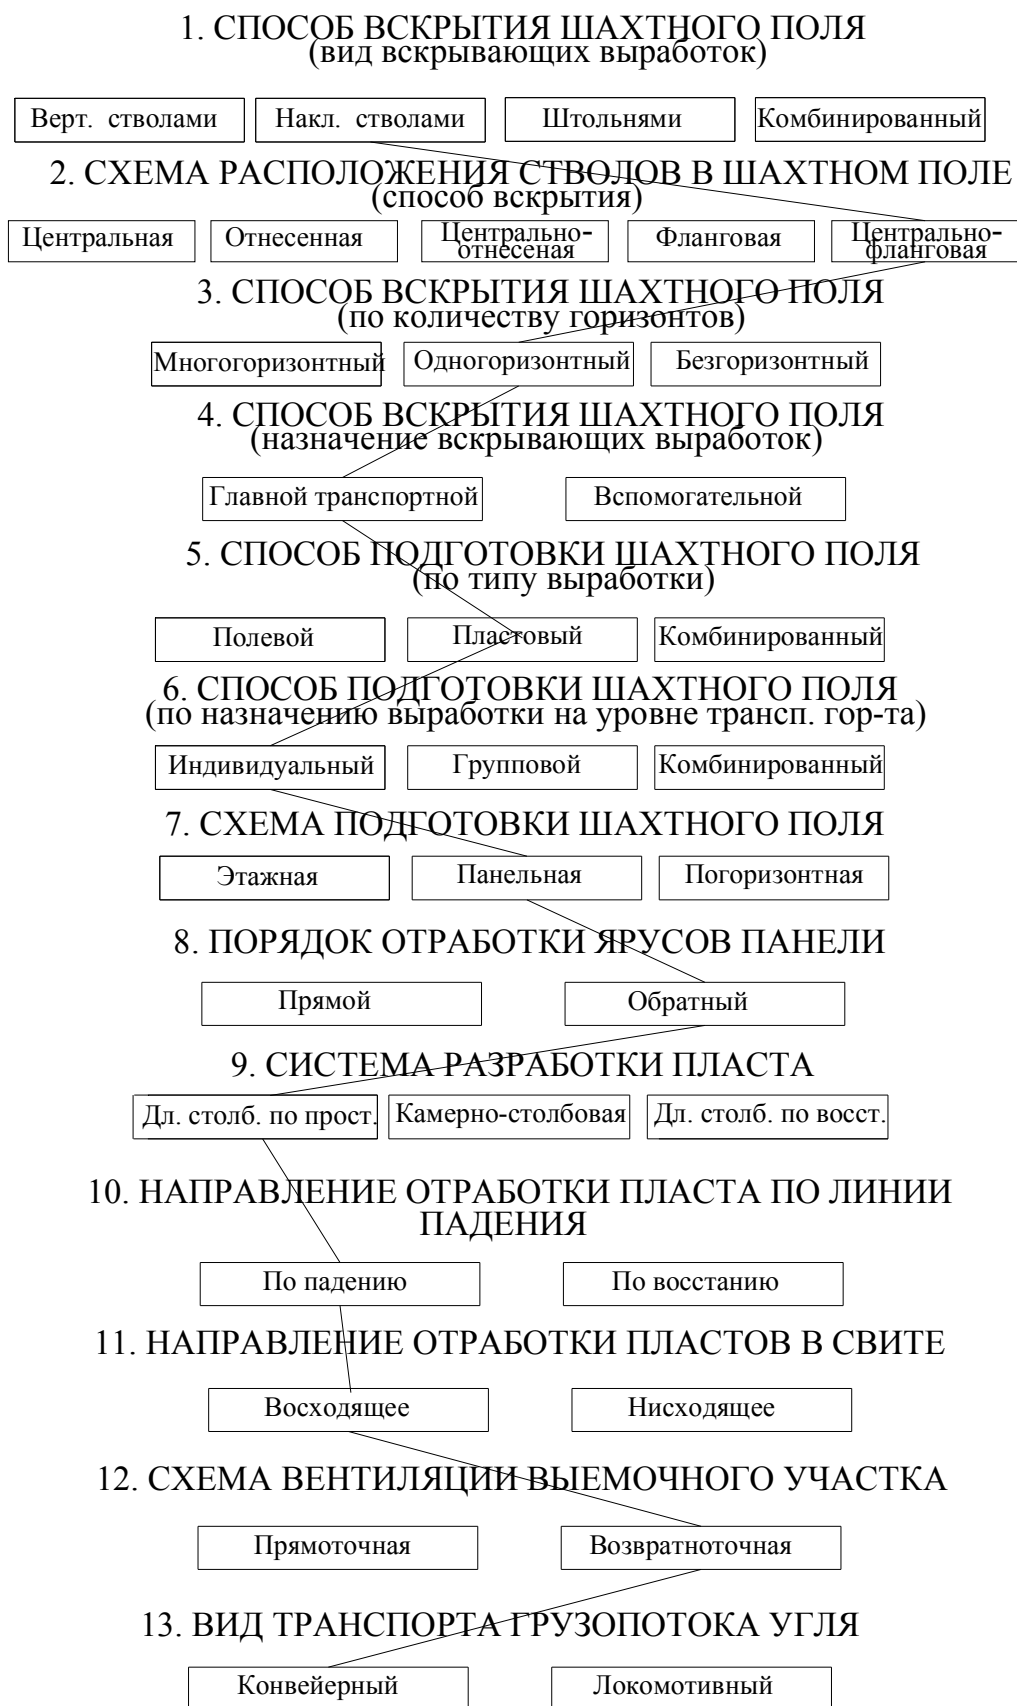 1. СПОСОБ ВСКРЫТИЯ ШАХТНОГО ПОЛЯ
(вид вскрывающих выработок)
Верт. стволами Накл. стволами Штольнями Комбинированный
2. СХЕМА РАСПОЛОЖЕНИЯ СТВОЛОВ В ШАХТНОМ ПОЛЕ
(способ вскрытия)
Центральная Отнесенная Центрально-отнесеная Фланговая Центрально-фланговая
3. СПОСОБ ВСКРЫТИЯ ШАХТНОГО ПОЛЯ
(по количеству горизонтов)
Многогоризонтный Одногоризонтный Безгоризонтный
4. СПОСОБ ВСКРЫТИЯ ШАХТНОГО ПОЛЯ
(назначение вскрывающих выработок)
Главной транспортной Вспомогательной
5. СПОСОБ ПОДГОТОВКИ ШАХТНОГО ПОЛЯ
(по типу выработки)
Полевой Пластовый Комбинированный
6. СПОСОБ ПОДГОТОВКИ ШАХТНОГО ПОЛЯ
(по назначению выработки на уровне трансп. гор-та)
Индивидуальный Групповой Комбинированный
7. СХЕМА ПОДГОТОВКИ ШАХТНОГО ПОЛЯ
Этажная Панельная Погоризонтная
8. ПОРЯДОК ОТРАБОТКИ ЯРУСОВ ПАНЕЛИ
Прямой Обратный
9. СИСТЕМА РАЗРАБОТКИ ПЛАСТА
Дл. столб. по прост. Камерно-столбовая Дл. столб. по восст.
10. НАПРАВЛЕНИЕ ОТРАБОТКИ ПЛАСТА ПО ЛИНИИ
ПАДЕНИЯ
По падению По восстанию
11. НАПРАВЛЕНИЕ ОТРАБОТКИ ПЛАСТОВ В СВИТЕ
Восходящее Нисходящее
12. СХЕМА ВЕНТИЛЯЦИИ ВЫЕМОЧНОГО УЧАСТКА
Прямоточная Возвратноточная
13. ВИД ТРАНСПОРТА ГРУЗОПОТОКА УГЛЯ
Конвейерный Локомотивный